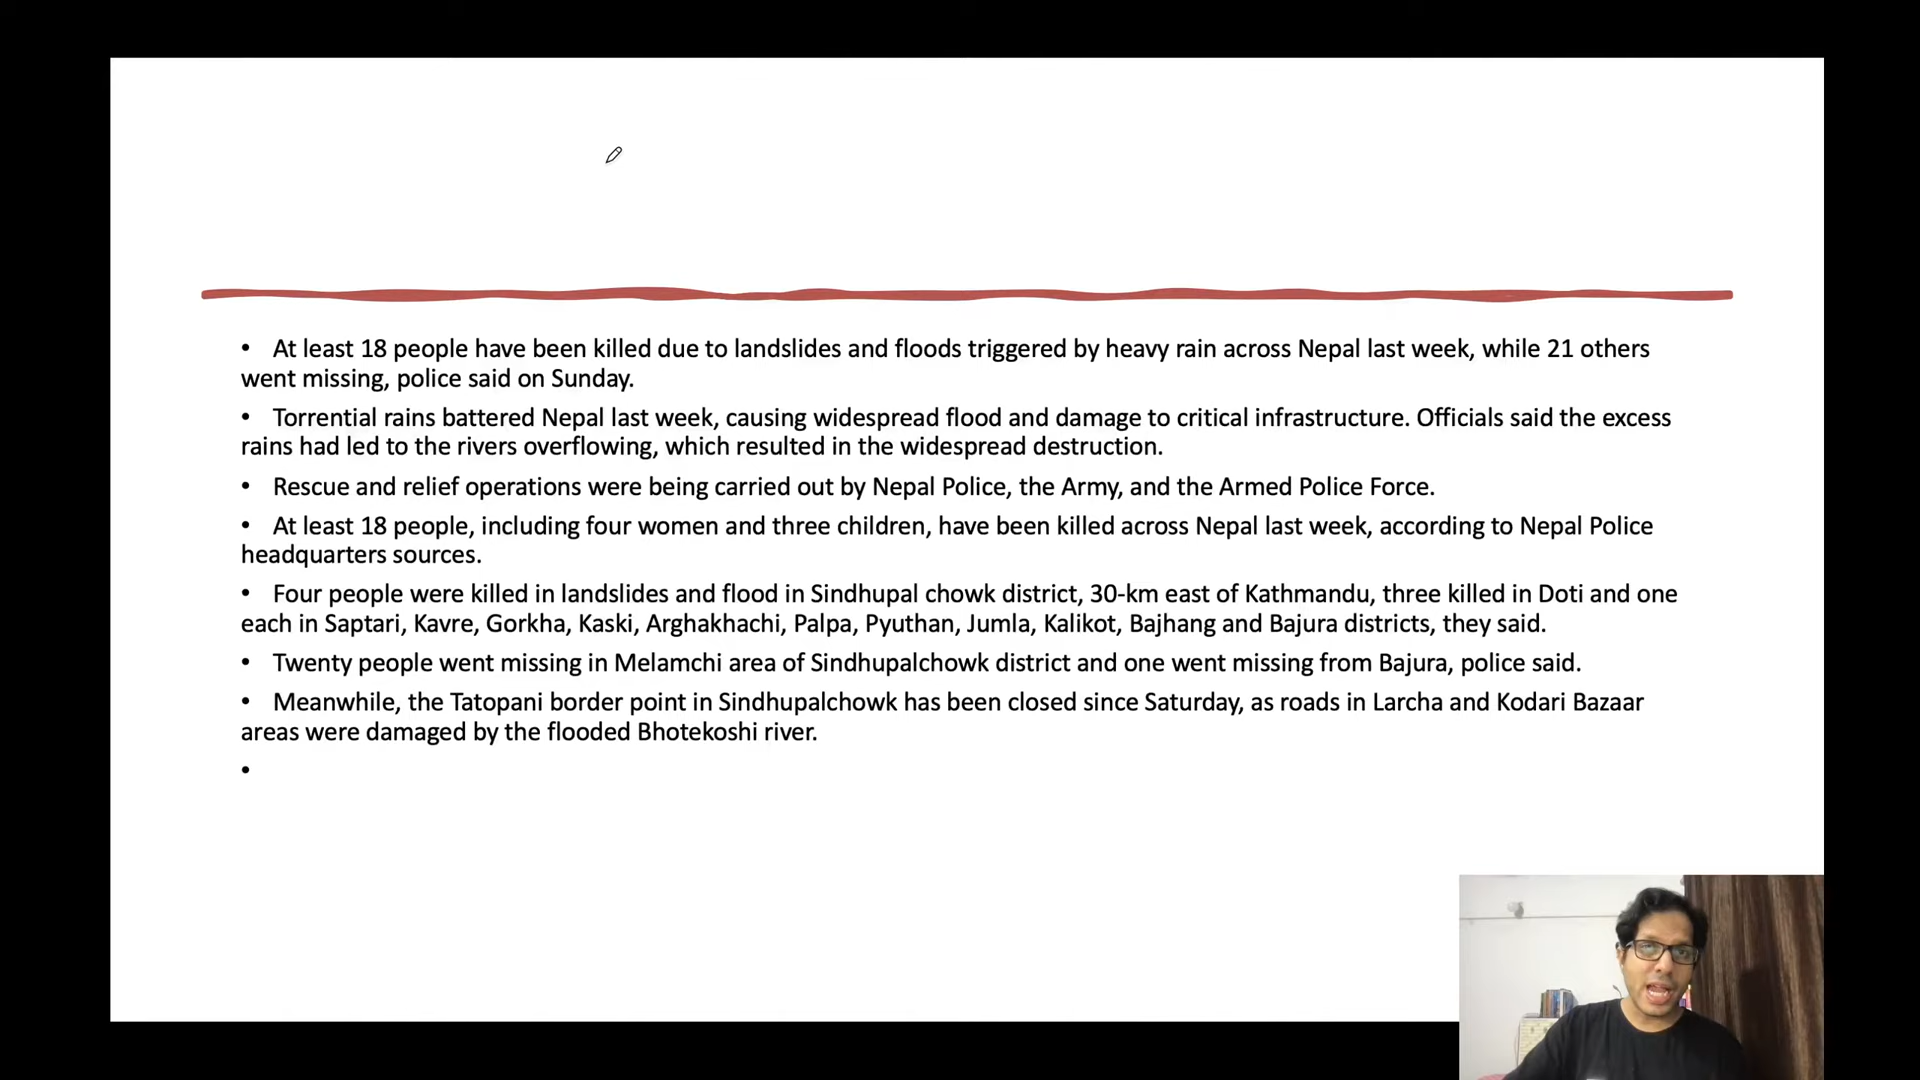 • At least 18 people have been killed due to landslides and floods triggered by heavy rain across Nepal last week, while 21 others
went missing, police said on Sunday.
• Torrential rains battered Nepal last week, causing widespread flood and damage to critical infrastructure. Officials said the excess
rains had led to the rivers overflowing, which resulted in the widespread destruction.
• Rescue and relief operations were being carried out by Nepal Police, the Army, and the Armed Police Force.
• At least 18 people, including four women and three children, have been killed across Nepal last week, according to Nepal Police
headquarters sources.
• Four people were killed in landslides and flood in Sindhupal chowk district, 30-km east of Kathmandu, three killed in Doti and one
each in Saptari, Kavre, Gorkha, Kaski, Arghakhachi, Palpa, Pyuthan, Jumla, Kalikot, Bajhang and Bajura districts, they said.
• Twenty people went missing in Melamchi area of Sindhupalchowk district and one went missing from Bajura, police said.
• Meanwhile, the Tatopani border point in Sindhupalchowk has been closed since Saturday, as roads in Larcha and Kodari Bazaar
areas were damaged by the flooded Bhotekoshi river.
•